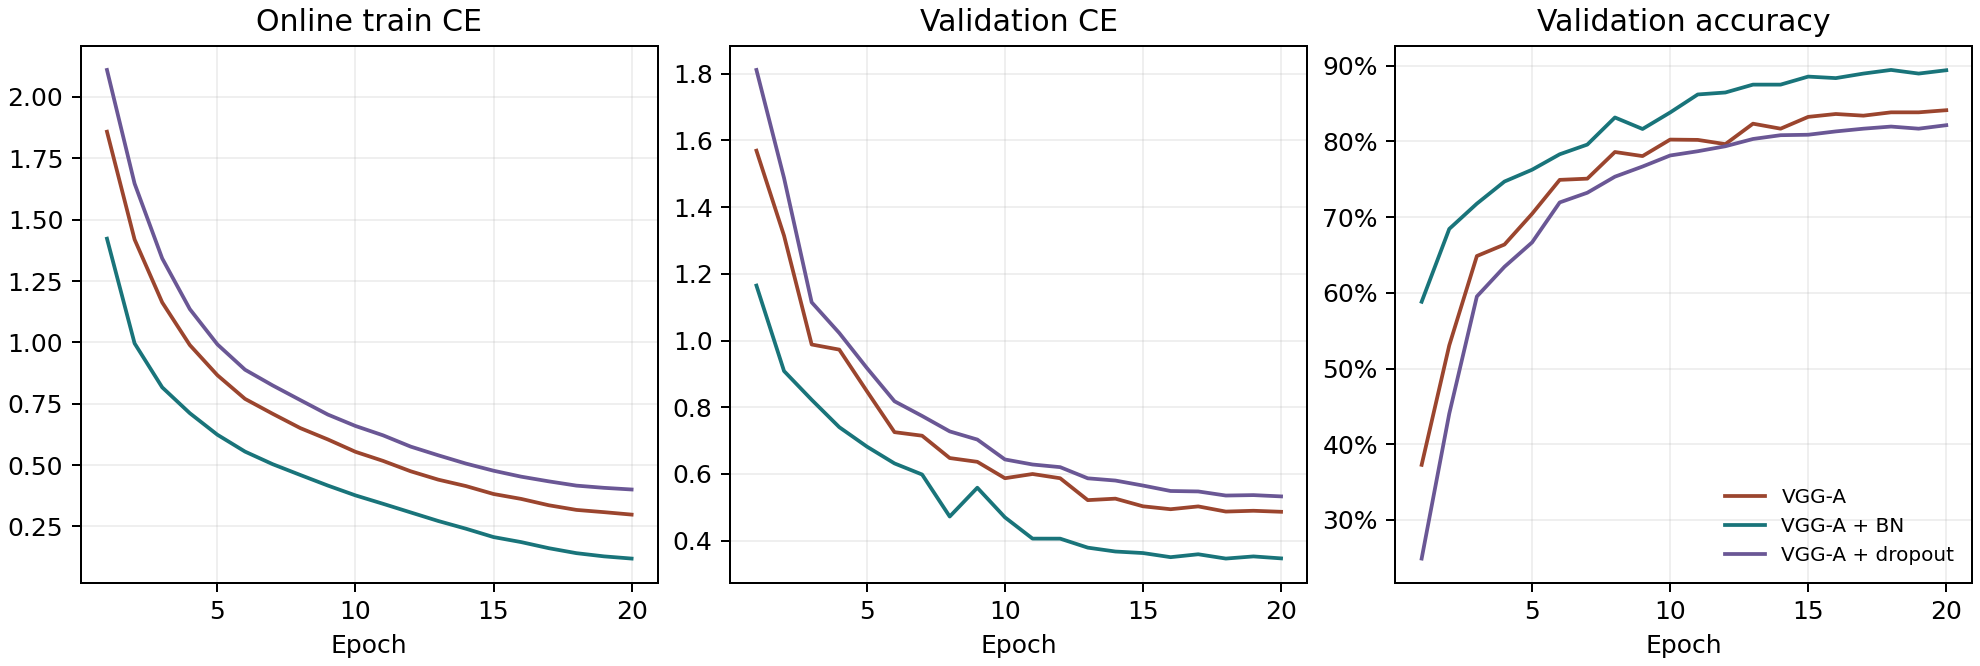 Online train CE
2.00
1.75
1.50
1.25
1.00
0.75
0.50
0.25
5 10 15 20
Epoch
Validation CE
1.8
1.6
1.4
1.2
1.0
0.8
0.6
0.4
5 10 15 20
Epoch
Validation accuracy
90%
80%
70%
60%
50%
40%
30%
VGG-A
VGG-A + BN
VGG-A + dropout
5 10 15 20
Epoch